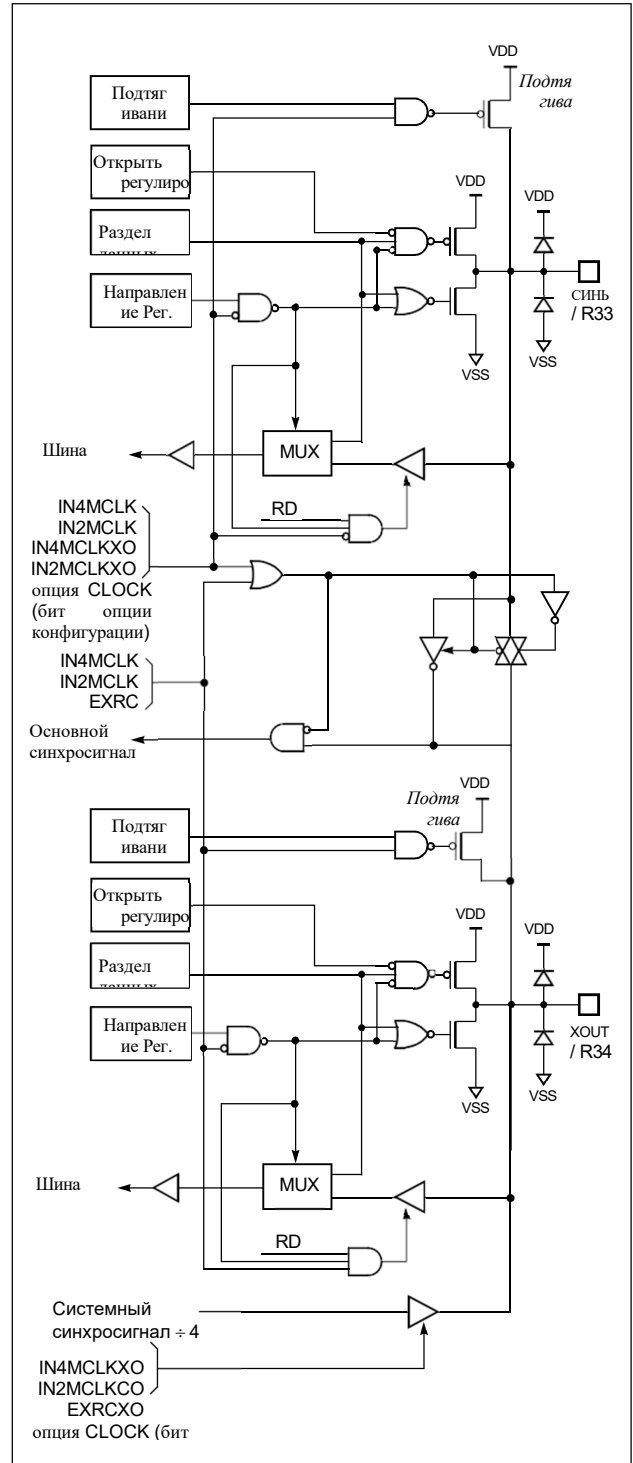 VDD
Подтя
гива
Подтяг
ивани
Открыть
регулиро
VDD
VDD
Раздел
данных
Направлен
ие Рег.
СИНЬ
/ R33
VSS
VSS
Шина
MUX
RD
IN4MCLK
IN2MCLK
IN4MCLKXO
IN2MCLKXO
опция CLOCK
(бит опции
конфигурации)
IN4MCLK
IN2MCLK
EXRC
Основной
синхросигнал
Подтя
гива
VDD
Подтяг
ивани
Открыть
регулиро
VDD
VDD
Раздел
данных
Направлен
ие Рег.
XOUT
/ R34
VSS
VSS
Шина
MUX
RD
Системный
синхросигнал ÷ 4
IN4MCLKXO
IN2MCLKCO
EXRCXO
опция CLOCK (бит